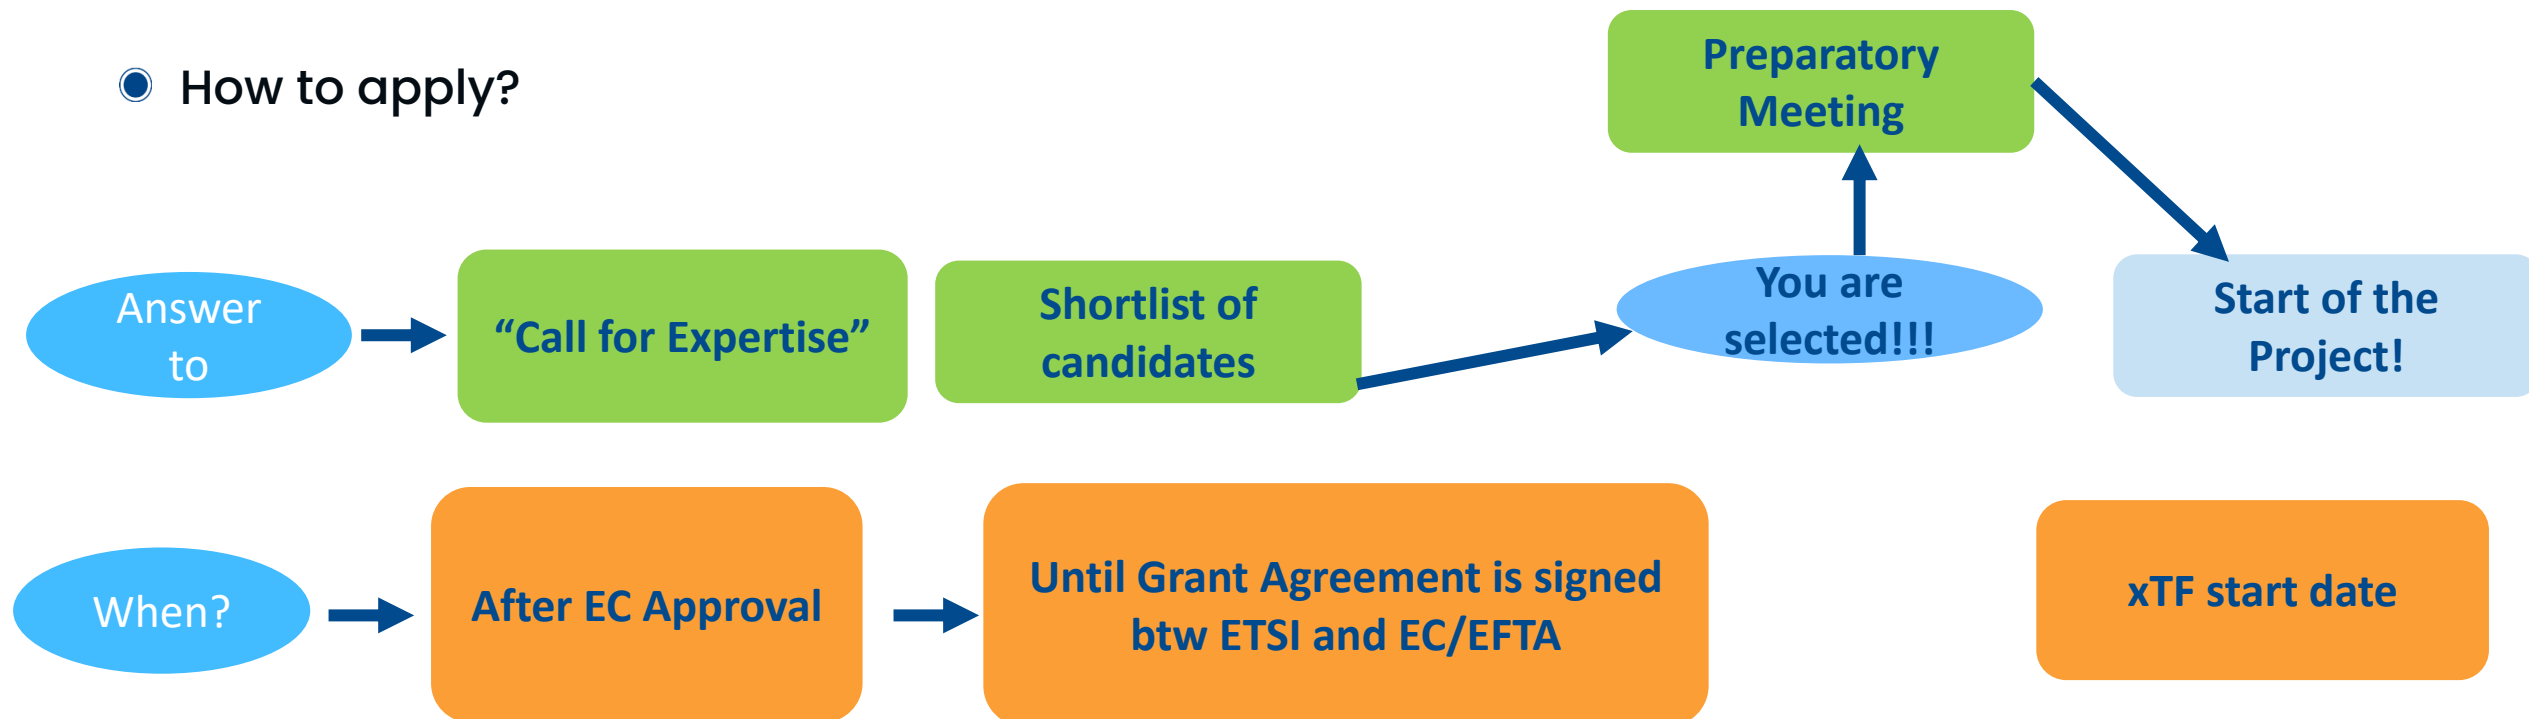 How to apply?
Preparatory
Meeting
Answer
to
“Call for Expertise”
Shortlist of
candidates
You are
selected!!!
Start of the
Project!
When?
After EC Approval
Until Grant Agreement is signed
btw ETSI and EC/EFTA
xTF start date